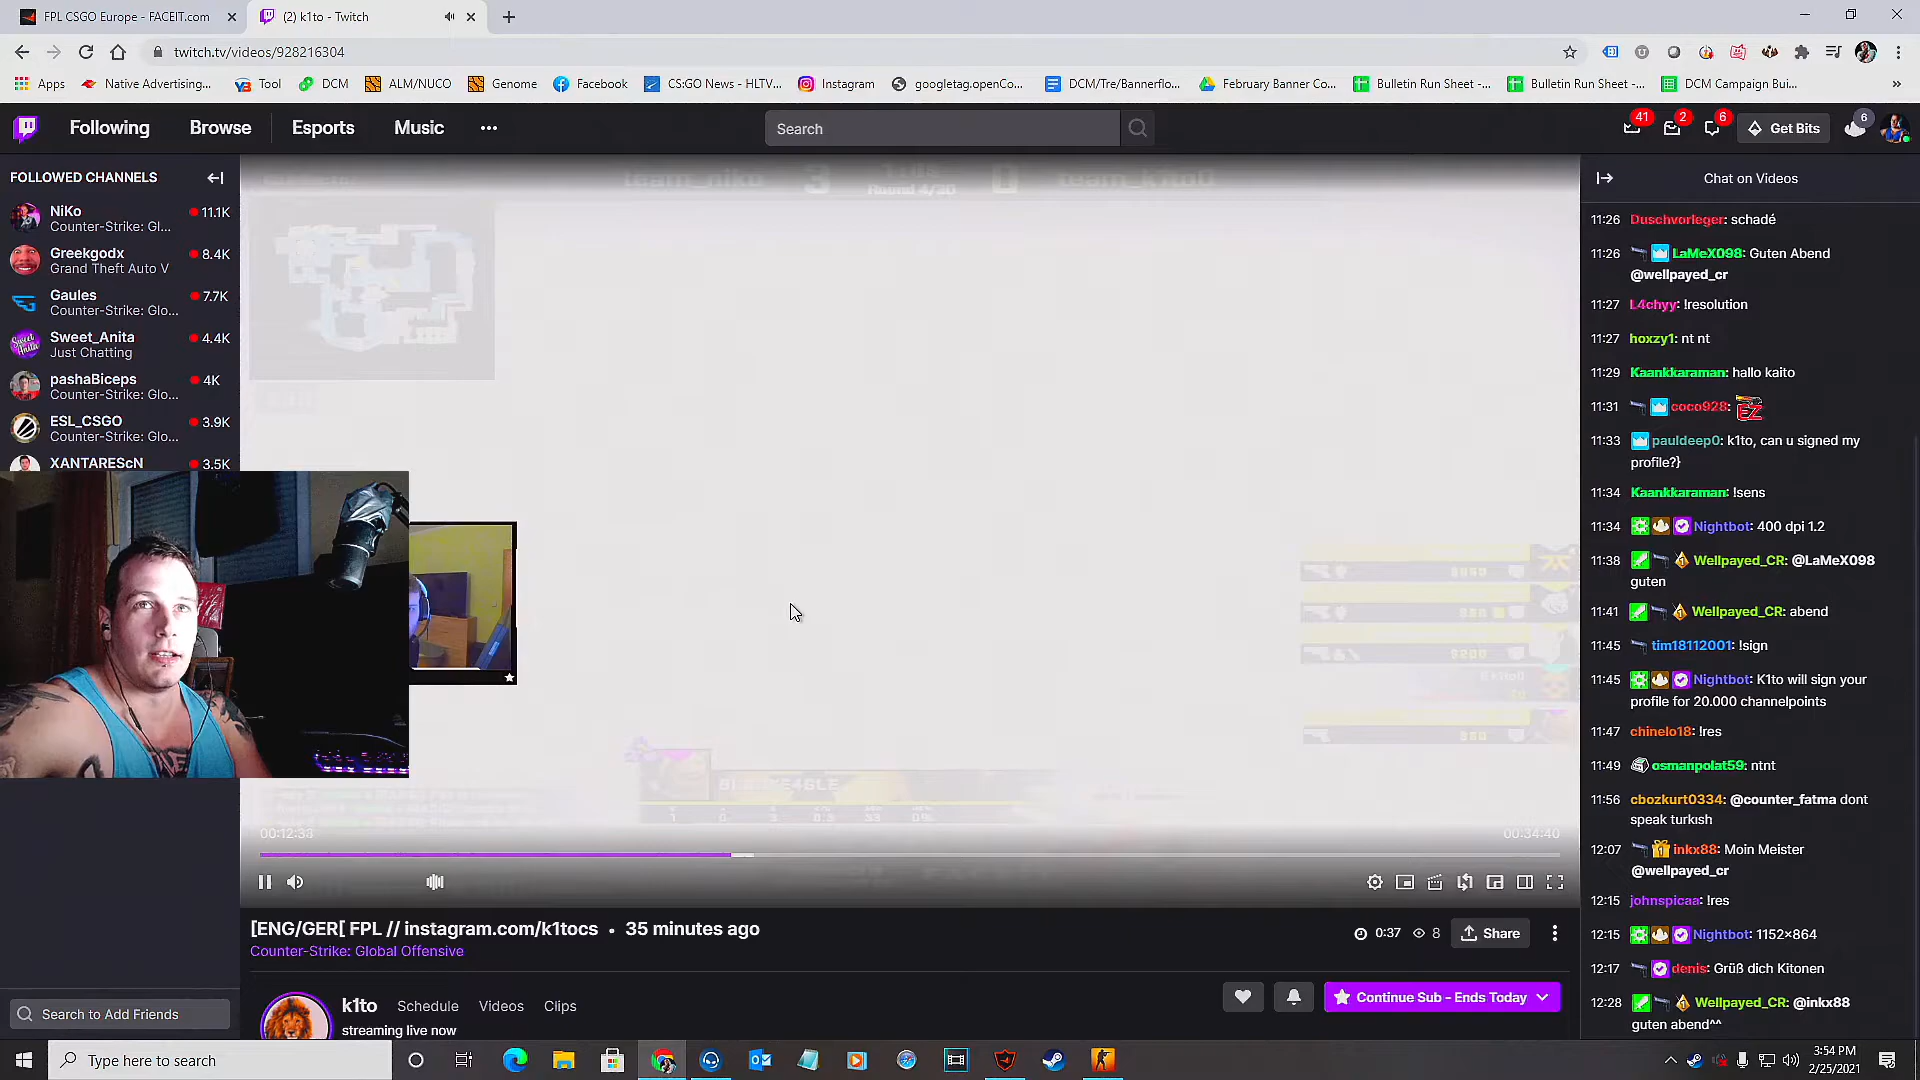 FPL CSGO Europe - FACEIT.com
(2) k1to - Twitch
twitch.tv/videos/928216304
Apps
Native Advertising...
Tool
DCM
ALM/NUCO
Genome
Facebook
CS:GO News - HLTV...
Instagram
googletag.openCo...
DCM/Tre/Bannerflo...
February Banner Co...
Bulletin Run Sheet -...
Bulletin Run Sheet -...
DCM Campaign Bui...
Following
Browse
Esports
Music
Search
41
2
6
Get Bits
6
FOLLOWED CHANNELS
NiKo
11.1K
Counter-Strike: Gl...
Greekgodx
8.4K
Grand Theft Auto V
Gaules
7.7K
Counter-Strike: Glo...
Sweet_Anita
4.4K
Just Chatting
pashaBiceps
4K
Counter-Strike: Glo...
ESL_CSGO
3.9K
Counter-Strike: Glo...
XANTAREScN
3.5K
Search to Add Friends
team_niko 3
Round 4/30
0 team_k1to0
00:12:38
00:34:40
[ENG/GER[ FPL // instagram.com/k1tocs • 35 minutes ago
Counter-Strike: Global Offensive
0:37
8
Share
k1to
Schedule
Videos
Clips
streaming live now
Continue Sub - Ends Today
Chat on Videos
11:26 Duschvorleger: schadé
11:26 LaMeX098: Guten Abend
@wellpayed_cr
11:27 L4chyy: !resolution
11:27 hoxzy1: nt nt
11:29 Kaankkaraman: hallo kaito
11:31 coco928: EZ
11:33 pauldeep0: k1to, can u signed my
profile?}
11:34 Kaankkaraman: !sens
11:34 Nightbot: 400 dpi 1.2
11:38 Wellpayed_CR: @LaMeX098
guten
11:41 Wellpayed_CR: abend
11:45 tim18112001: !sign
11:45 Nightbot: K1to will sign your
profile for 20.000 channelpoints
11:47 chinelo18: !res
11:49 osmanpolat59: ntnt
11:56 cbozkurt0334: @counter_fatma dont
speak turkısh
12:07 inkx88: Moin Meister
@wellpayed_cr
12:15 johnspicaa: !res
12:15 Nightbot: 1152x864
12:17 denis: Grüß dich Kitonen
12:28 Wellpayed_CR: @inkx88
guten abend^^
Type here to search
3:54 PM
2/25/2021